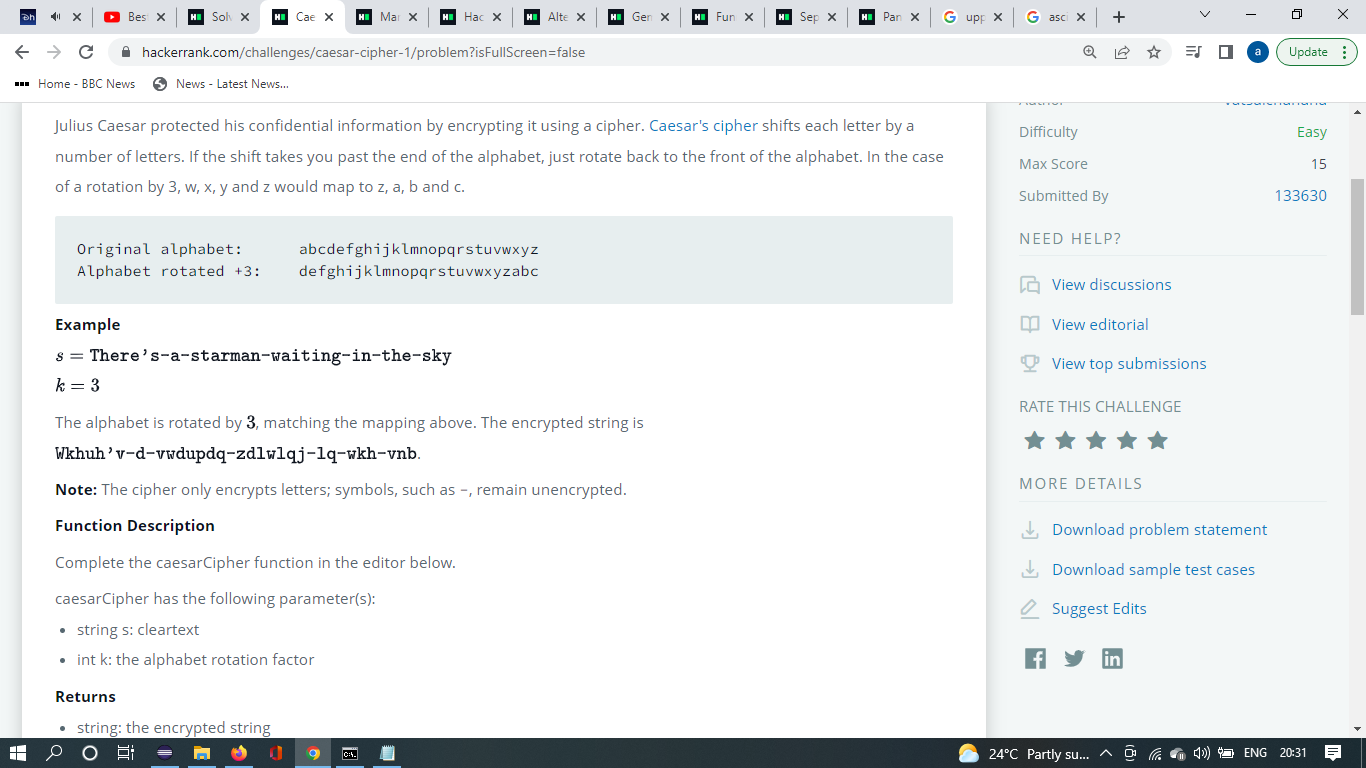 Bes
Solv
Cae
Mar
Hac
Alte
Gen
Fun
Sep
Pan
upp
asci
hackerrank.com/challenges/caesar-cipher-1/problem?isFullScreen=false
a
Update
Home - BBC News
News - Latest News...
Julius Caesar protected his confidential information by encrypting it using a cipher. Caesar's cipher shifts each letter by a
number of letters. If the shift takes you past the end of the alphabet, just rotate back to the front of the alphabet. In the case
of a rotation by 3, w, x, y and z would map to z, a, b and c.
Original alphabet: abcdefghijklmnopqrstuvwxyz
Alphabet rotated +3: defghijklmnopqrstuvwxyzabc
Example
s = There's-a-starman-waiting-in-the-sky
k = 3
The alphabet is rotated by 3, matching the mapping above. The encrypted string is
Wkhuh'v-d-vwdupdq-zdlwlqj-lq-wkh-vnb.
Note: The cipher only encrypts letters; symbols, such as -, remain unencrypted.
Function Description
Complete the caesarCipher function in the editor below.
caesarCipher has the following parameter(s):
• string s: cleartext
• int k: the alphabet rotation factor
Returns
• string: the encrypted string
Difficulty Easy
Max Score 15
Submitted By 133630
NEED HELP?
View discussions
View editorial
View top submissions
RATE THIS CHALLENGE
MORE DETAILS
Download problem statement
Download sample test cases
Suggest Edits
24°C Partly su... ENG 20:31